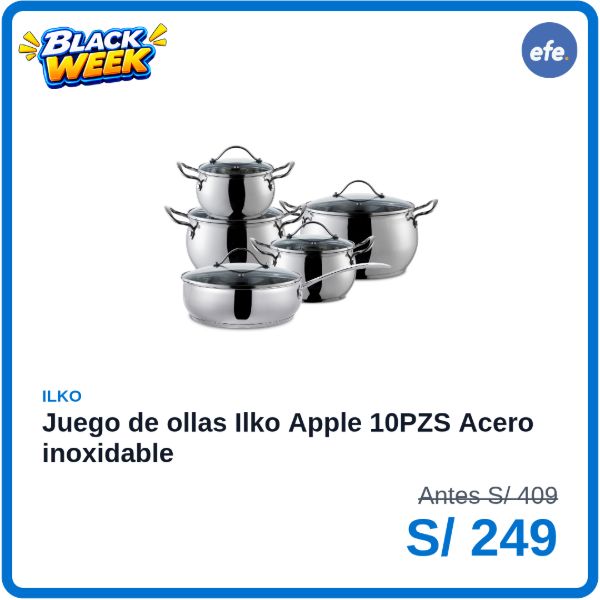 BLACK
WEEK
efe.
ILKO
Juego de ollas Ilko Apple 10PZS Acero
inoxidable
Antes S/ 409
S/ 249